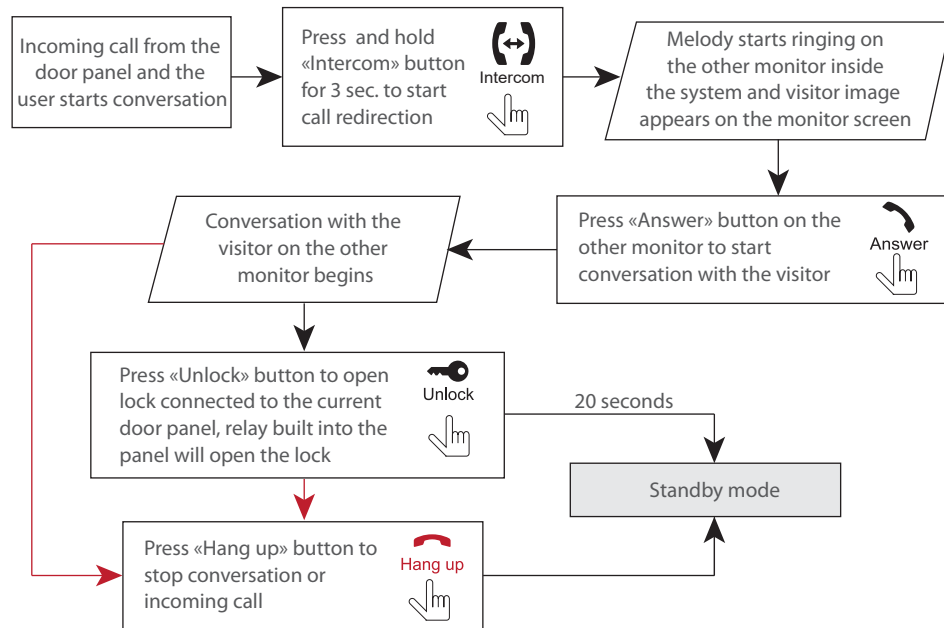 Incoming call from the
door panel and the
user starts conversation
Press and hold
«Intercom» button
for 3 sec. to start
call redirection
Intercom
Melody starts ringing on
the other monitor inside
the system and visitor image
appears on the monitor screen
Press «Answer» button on the
other monitor to start
conversation with the visitor
Answer
Conversation with the
visitor on the other
monitor begins
Press «Unlock» button to open
lock connected to the current
door panel, relay built into the
panel will open the lock
Unlock
20 seconds
Standby mode
Press «Hang up» button to
stop conversation or
incoming call
Hang up